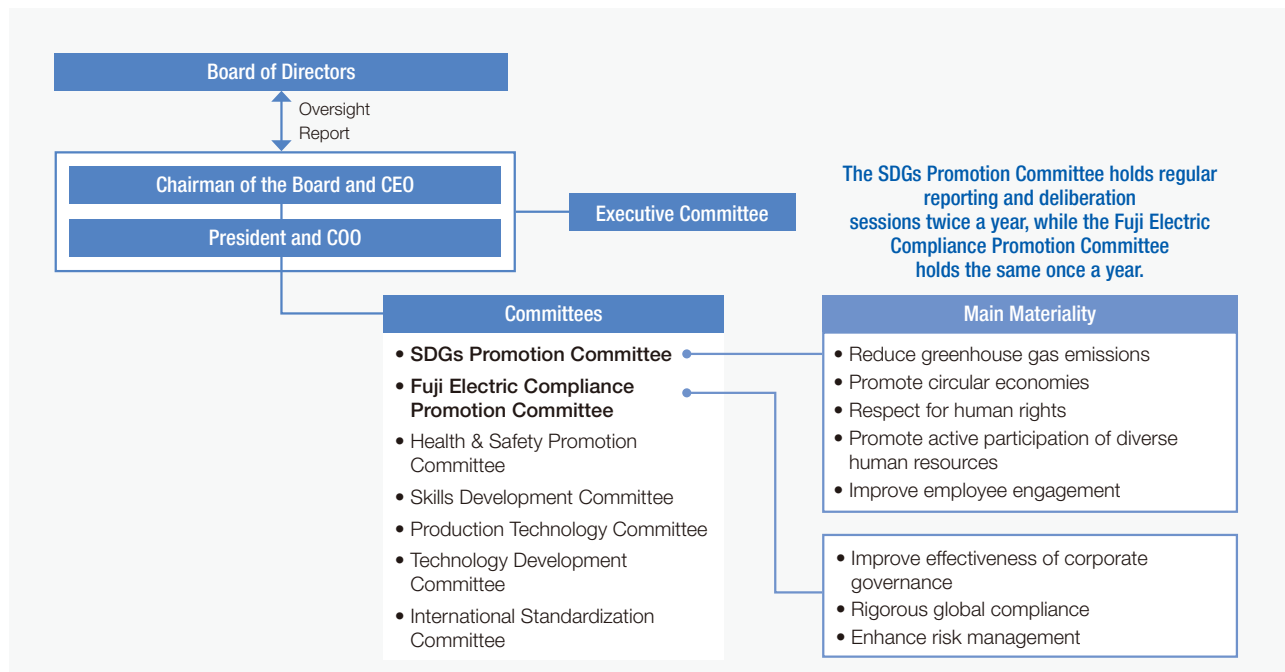 Board of Directors
Oversight
Report
Chairman of the Board and CEO
President and COO
Executive Committee
The SDGs Promotion Committee holds regular
reporting and deliberation
sessions twice a year, while the Fuji Electric
Compliance Promotion Committee
holds the same once a year.
Committees
• SDGs Promotion Committee
• Fuji Electric Compliance
Promotion Committee
• Health & Safety Promotion
Committee
• Skills Development Committee
• Production Technology Committee
• Technology Development
Committee
• International Standardization
Committee
Main Materiality
• Reduce greenhouse gas emissions
• Promote circular economies
• Respect for human rights
• Promote active participation of diverse
human resources
• Improve employee engagement
• Improve effectiveness of corporate
governance
• Rigorous global compliance
• Enhance risk management